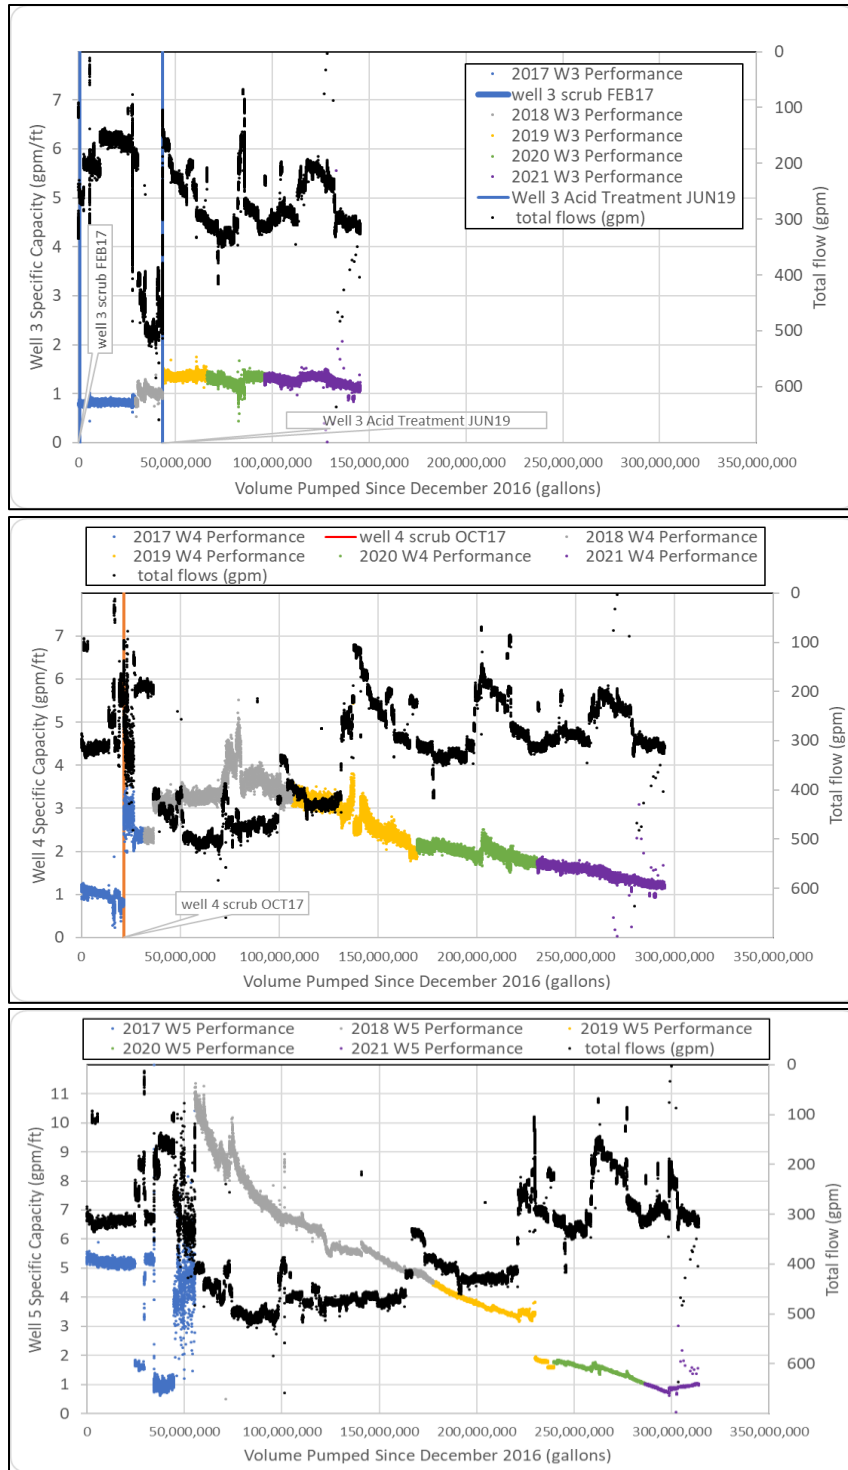 2017 W3 Performance
well 3 scrub FEB17
2018 W3 Performance
2019 W3 Performance
2020 W3 Performance
2021 W3 Performance
Well 3 Acid Treatment JUN19
total flows (gpm)
7
6
5
4
3
2
1
0
Well 3 Specific Capacity (gpm/ft)
0
100
200
300
400
500
600
Total flow (gpm)
well 3 scrub FEB17
Well 3 Acid Treatment JUN19
0 50,000,000 100,000,000 150,000,000 200,000,000 250,000,000 300,000,000 350,000,000
Volume Pumped Since December 2016 (gallons)
2017 W4 Performance well 4 scrub OCT17 2018 W4 Performance
2019 W4 Performance 2020 W4 Performance 2021 W4 Performance
total flows (gpm)
7
6
5
4
3
2
1
0
Well 4 Specific Capacity (gpm/ft)
0
100
200
300
400
500
600
Total flow (gpm)
well 4 scrub OCT17
0 50,000,000 100,000,000 150,000,000 200,000,000 250,000,000 300,000,000 350,000,000
Volume Pumped Since December 2016 (gallons)
2017 W5 Performance 2018 W5 Performance 2019 W5 Performance
2020 W5 Performance 2021 W5 Performance total flows (gpm)
11
10
9
8
7
6
5
4
3
2
1
0
Well 5 Specific Capacity (gpm/ft)
0
100
200
300
400
500
600
Total flow (gpm)
0 50,000,000 100,000,000 150,000,000 200,000,000 250,000,000 300,000,000 350,000,000
Volume Pumped Since December 2016 (gallons)